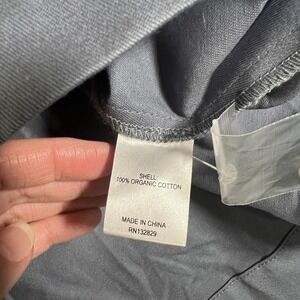 SHELL
100% ORGANIC COTTON
MADE IN CHINA
RN132829